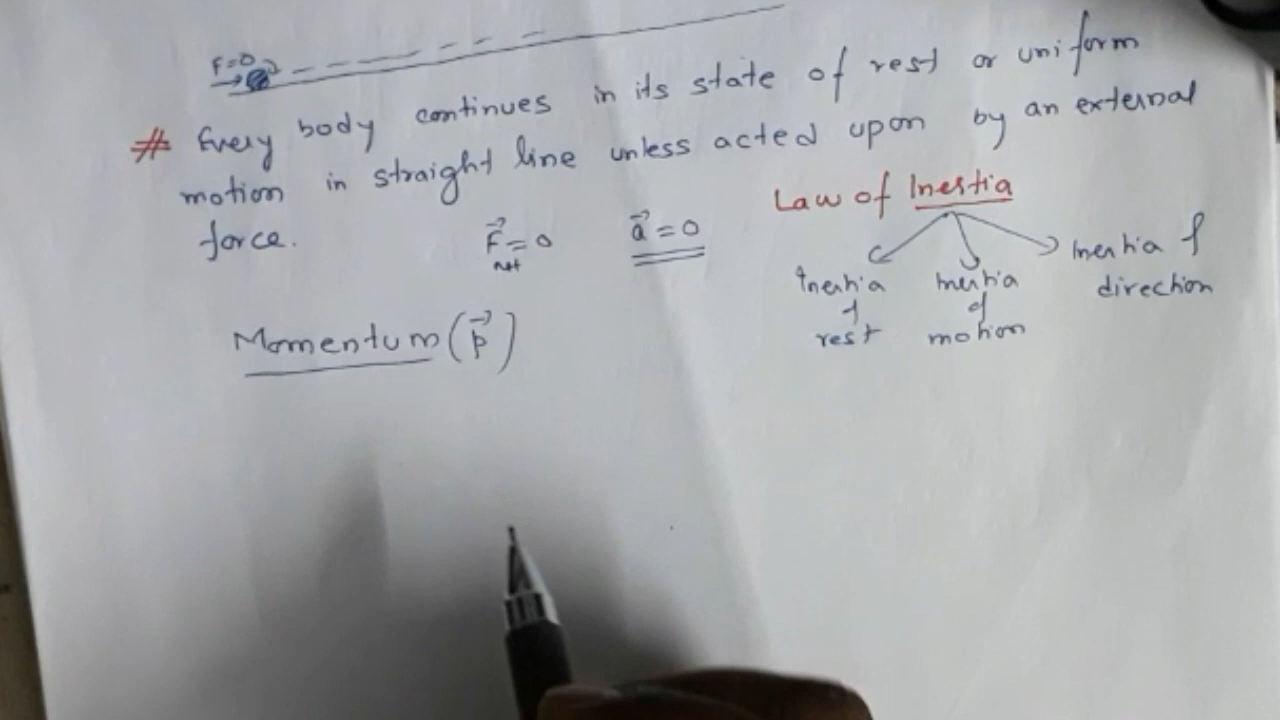 F=0
# Every body continues in its state of rest or uniform
motion in straight line unless acted upon by an external
force.
F⃗net = 0
a⃗ = 0
Law of Inertia
Inertia of rest
Inertia of motion
Inertia of direction
Momentum (p⃗)